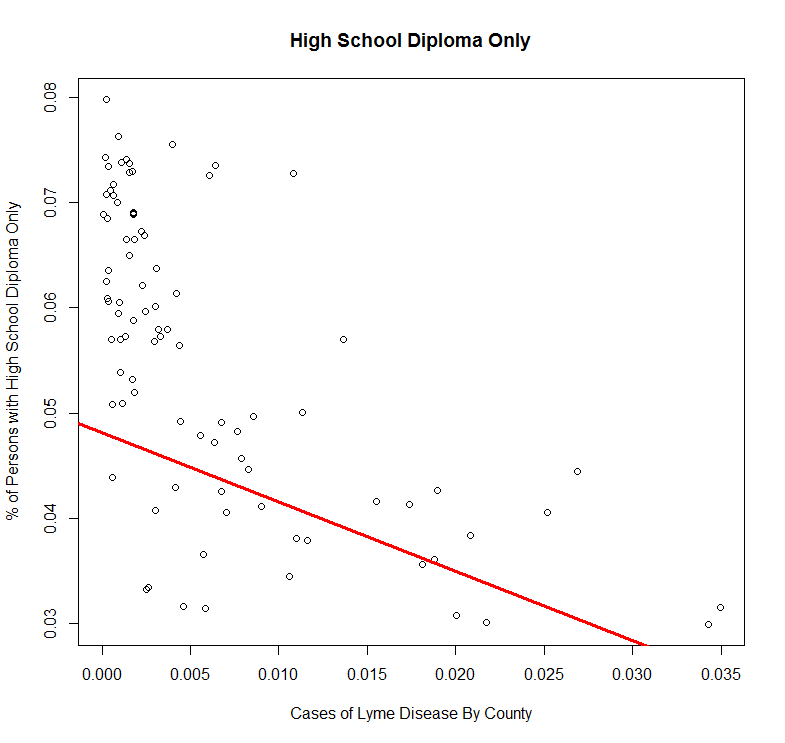 High School Diploma Only
% of Persons with High School Diploma Only
0.08
0.07
0.06
0.05
0.04
0.03
0.000 0.005 0.010 0.015 0.020 0.025 0.030 0.035
Cases of Lyme Disease By County